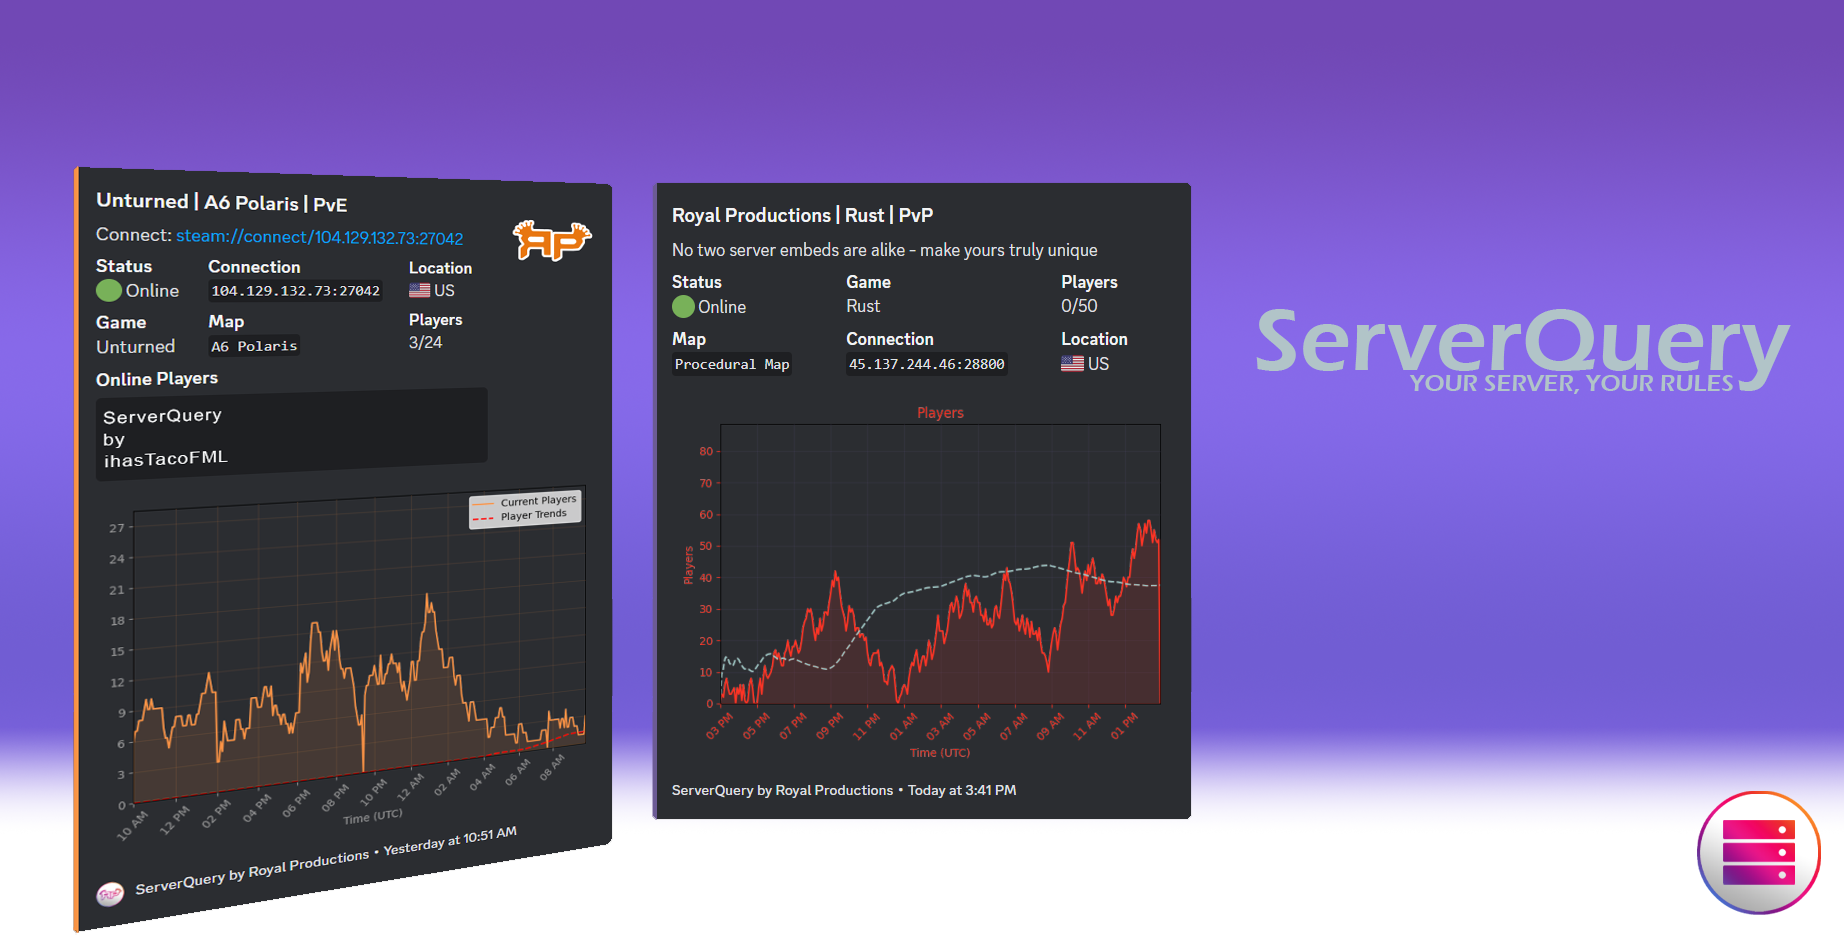 Unturned | A6 Polaris | PvE
Connect: steam://connect/104.129.132.73:27042
RP
Status Connection Location
Online 104.129.132.73:27042 US
Game Map Players
Unturned A6 Polaris 3/24
Online Players
ServerQuery
by
ihasTacoFML
Current Players
Player Trends
27
24
21
18
15
12
9
6
3
0
10 AM 12 PM 02 PM 04 PM 06 PM 08 PM 10 PM 12 AM 02 AM 04 AM 06 AM 08 AM
Time (UTC)
ServerQuery by Royal Productions • Yesterday at 10:51 AM
Royal Productions | Rust | PvP
No two server embeds are alike - make yours truly unique
Status Game Players
Online Rust 0/50
Map Connection Location
Procedural Map 45.137.244.46:28800 US
Players
80
70
60
50
40
30
20
10
0
Players
03 PM 05 PM 07 PM 09 PM 11 PM 01 AM 03 AM 05 AM 07 AM 09 AM 11 AM 01 PM
Time (UTC)
ServerQuery by Royal Productions • Today at 3:41 PM
ServerQuery
YOUR SERVER, YOUR RULES